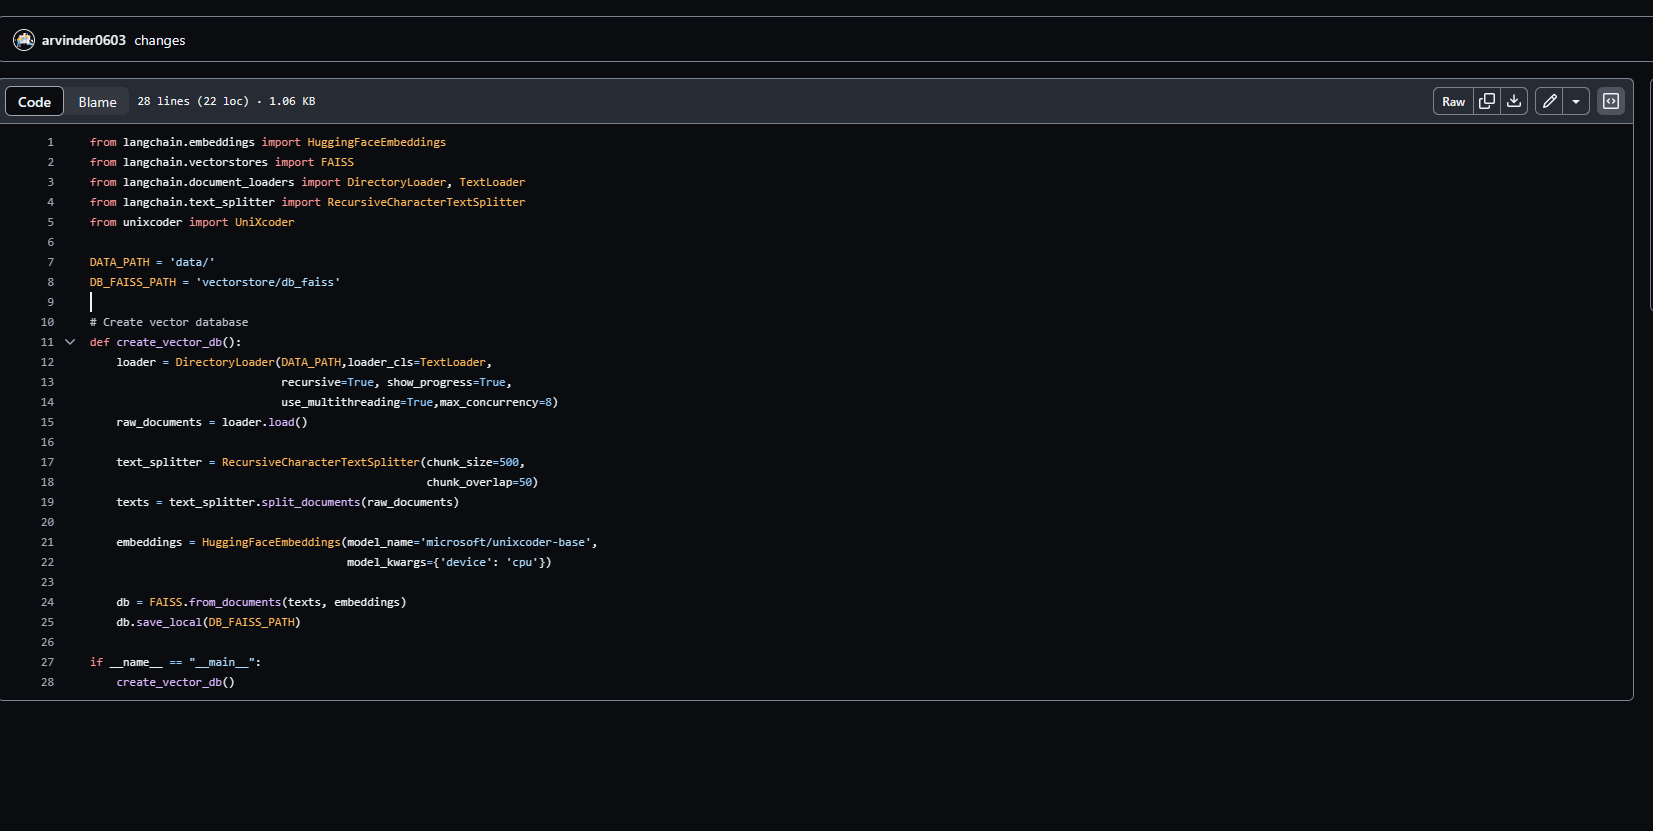 arvinder0603 changes
Code Blame 28 lines (22 loc) · 1.06 KB Raw
1 from langchain.embeddings import HuggingFaceEmbeddings
2 from langchain.vectorstores import FAISS
3 from langchain.document_loaders import DirectoryLoader, TextLoader
4 from langchain.text_splitter import RecursiveCharacterTextSplitter
5 from unixcoder import UniXcoder
6
7 DATA_PATH = 'data/'
8 DB_FAISS_PATH = 'vectorstore/db_faiss'
9
10 # Create vector database
11 def create_vector_db():
12     loader = DirectoryLoader(DATA_PATH,loader_cls=TextLoader,
13                              recursive=True, show_progress=True,
14                              use_multithreading=True,max_concurrency=8)
15     raw_documents = loader.load()
16
17     text_splitter = RecursiveCharacterTextSplitter(chunk_size=500,
18                                                    chunk_overlap=50)
19     texts = text_splitter.split_documents(raw_documents)
20
21     embeddings = HuggingFaceEmbeddings(model_name='microsoft/unixcoder-base',
22                                        model_kwargs={'device': 'cpu'})
23
24     db = FAISS.from_documents(texts, embeddings)
25     db.save_local(DB_FAISS_PATH)
26
27 if __name__ == "__main__":
28     create_vector_db()